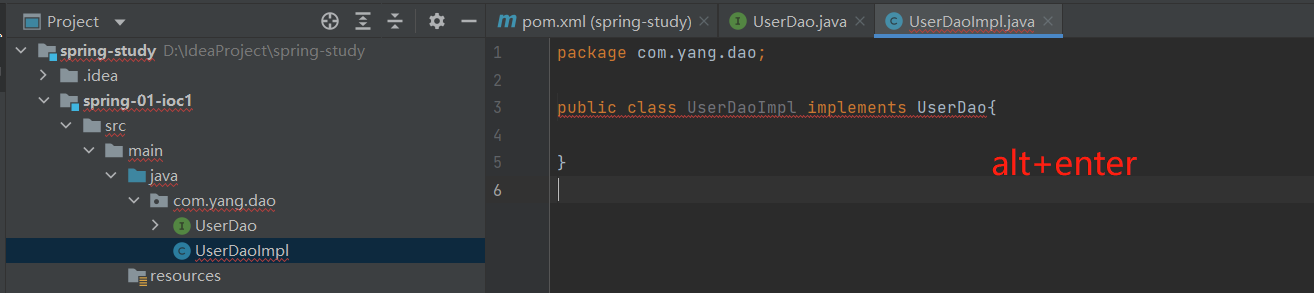 Project
pom.xml (spring-study)
UserDao.java
UserDaoImpl.java
spring-study D:\IdeaProject\spring-study
.idea
spring-01-ioc1
src
main
java
com.yang.dao
UserDao
UserDaoImpl
resources
1 package com.yang.dao;
2
3 public class UserDaoImpl implements UserDao{
4
5 }
6
alt+enter